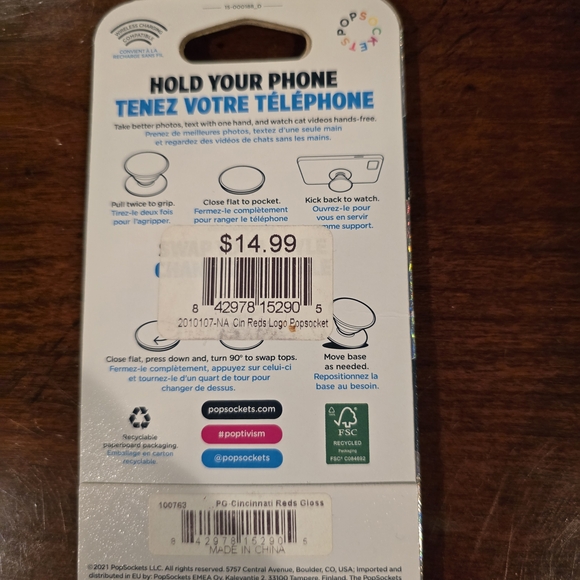 WIRELESS CHARGING
COMPATIBLE
CONVIENT À LA
RECHARGE SANS FIL
POPSOCKETS
HOLD YOUR PHONE
TENEZ VOTRE TÉLÉPHONE
Take better photos, text with one hand, and watch cat videos hands-free.
Prenez de meilleures photos, textez d'une seule main
et regardez des vidéos de chats sans les mains.
Pull twice to grip.
Tirez-le deux fois
pour l'agripper.
Close flat to pocket.
Fermez-le complètement
pour ranger le téléphone
Kick back to watch.
Ouvrez-le pour
vous en servir
me support.
$14.99
8 42978 15290 5
2010107-NA Cin Reds Logo Popsocket
Close flat, press down and, turn 90° to swap tops.
Fermez-le complètement, appuyez sur celui-ci
et tournez-le d'un quart de tour pour
changer de dessus.
Move base
as needed.
Repositionnez la
base au besoin.
Recyclable
paperboard packaging.
Emballage en carton
recyclable.
popsockets.com
#poptivism
@popsockets
FSC
RECYCLED
Packaging
FSC® C084692
100763 PG Cincinnati Reds Gloss
8 42978 15290 5
MADE IN CHINA
©2021 PopSockets LLC. All rights reserved. 5757 Central Avenue, Boulder, CO, USA; Imported and
distributed in EU by: PopSockets EMEA Oy, Kalevantie 2, 33100 Tampere, Finland. The PopSockets